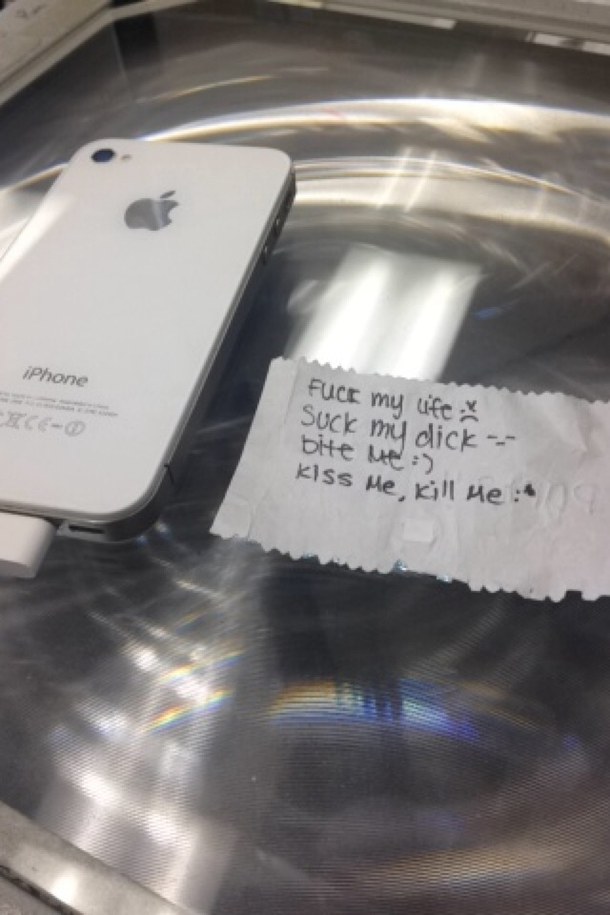 iPhone
FUCK my life :x(
SUCK my dick -.-
bite me :)
kiss me, kill me :*